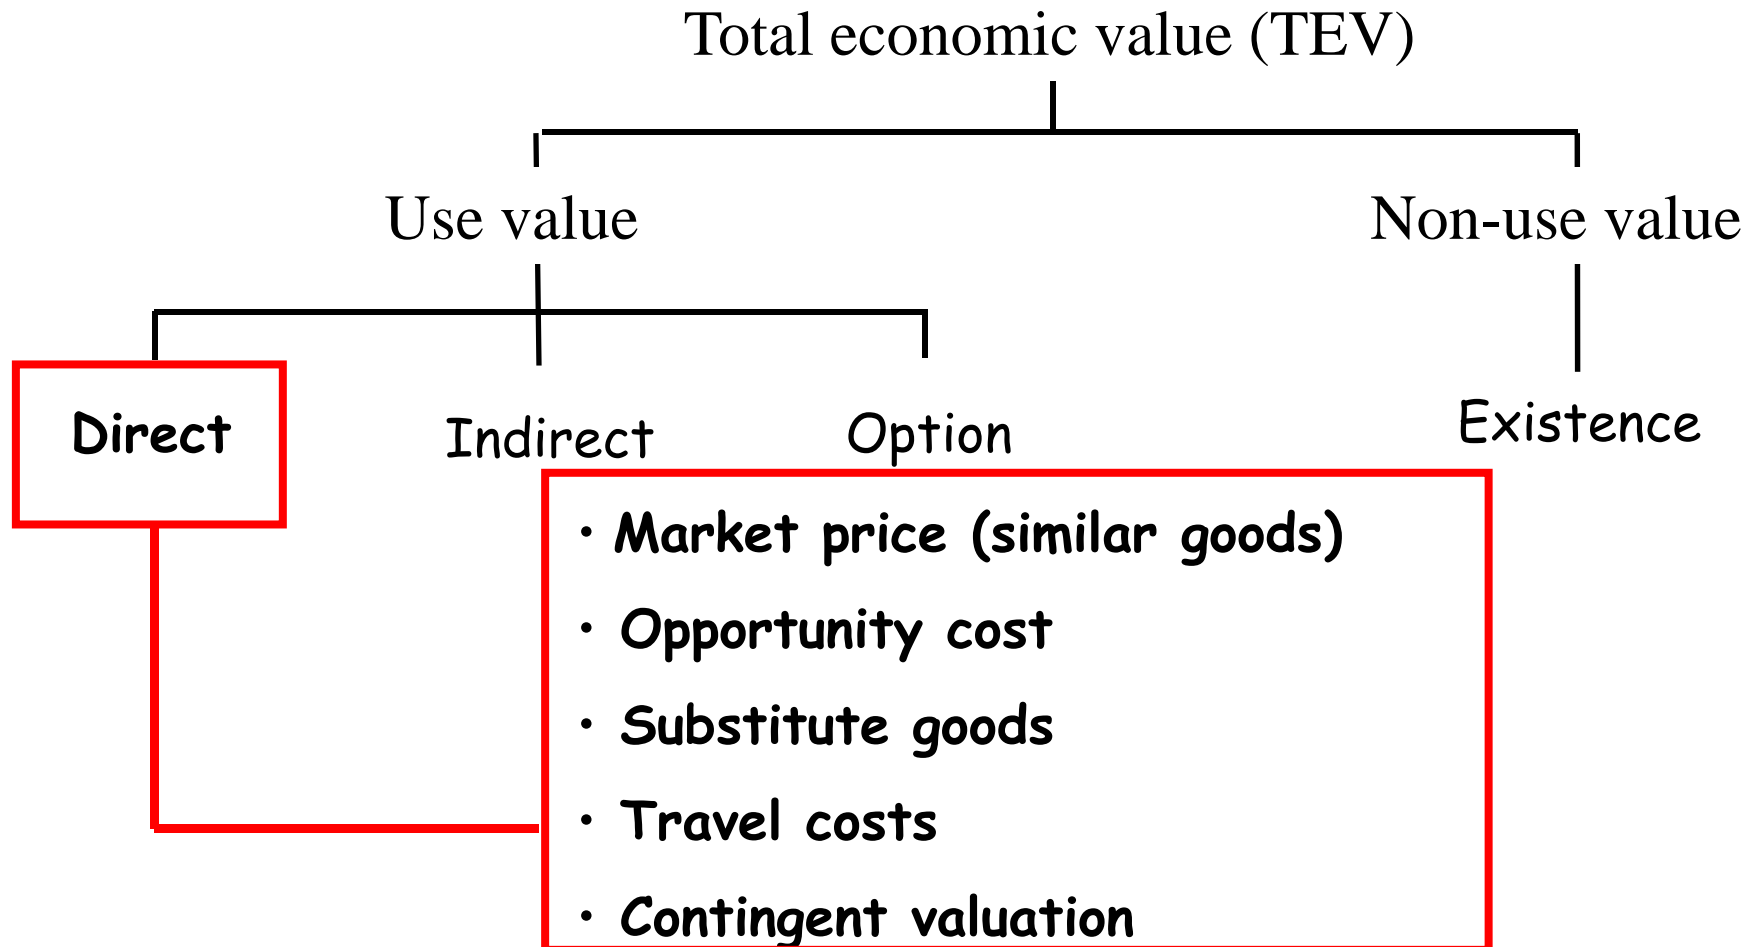 Total economic value (TEV)
Use value
Non-use value
Direct
Indirect
Option
Existence
• Market price (similar goods)
• Opportunity cost
• Substitute goods
• Travel costs
• Contingent valuation